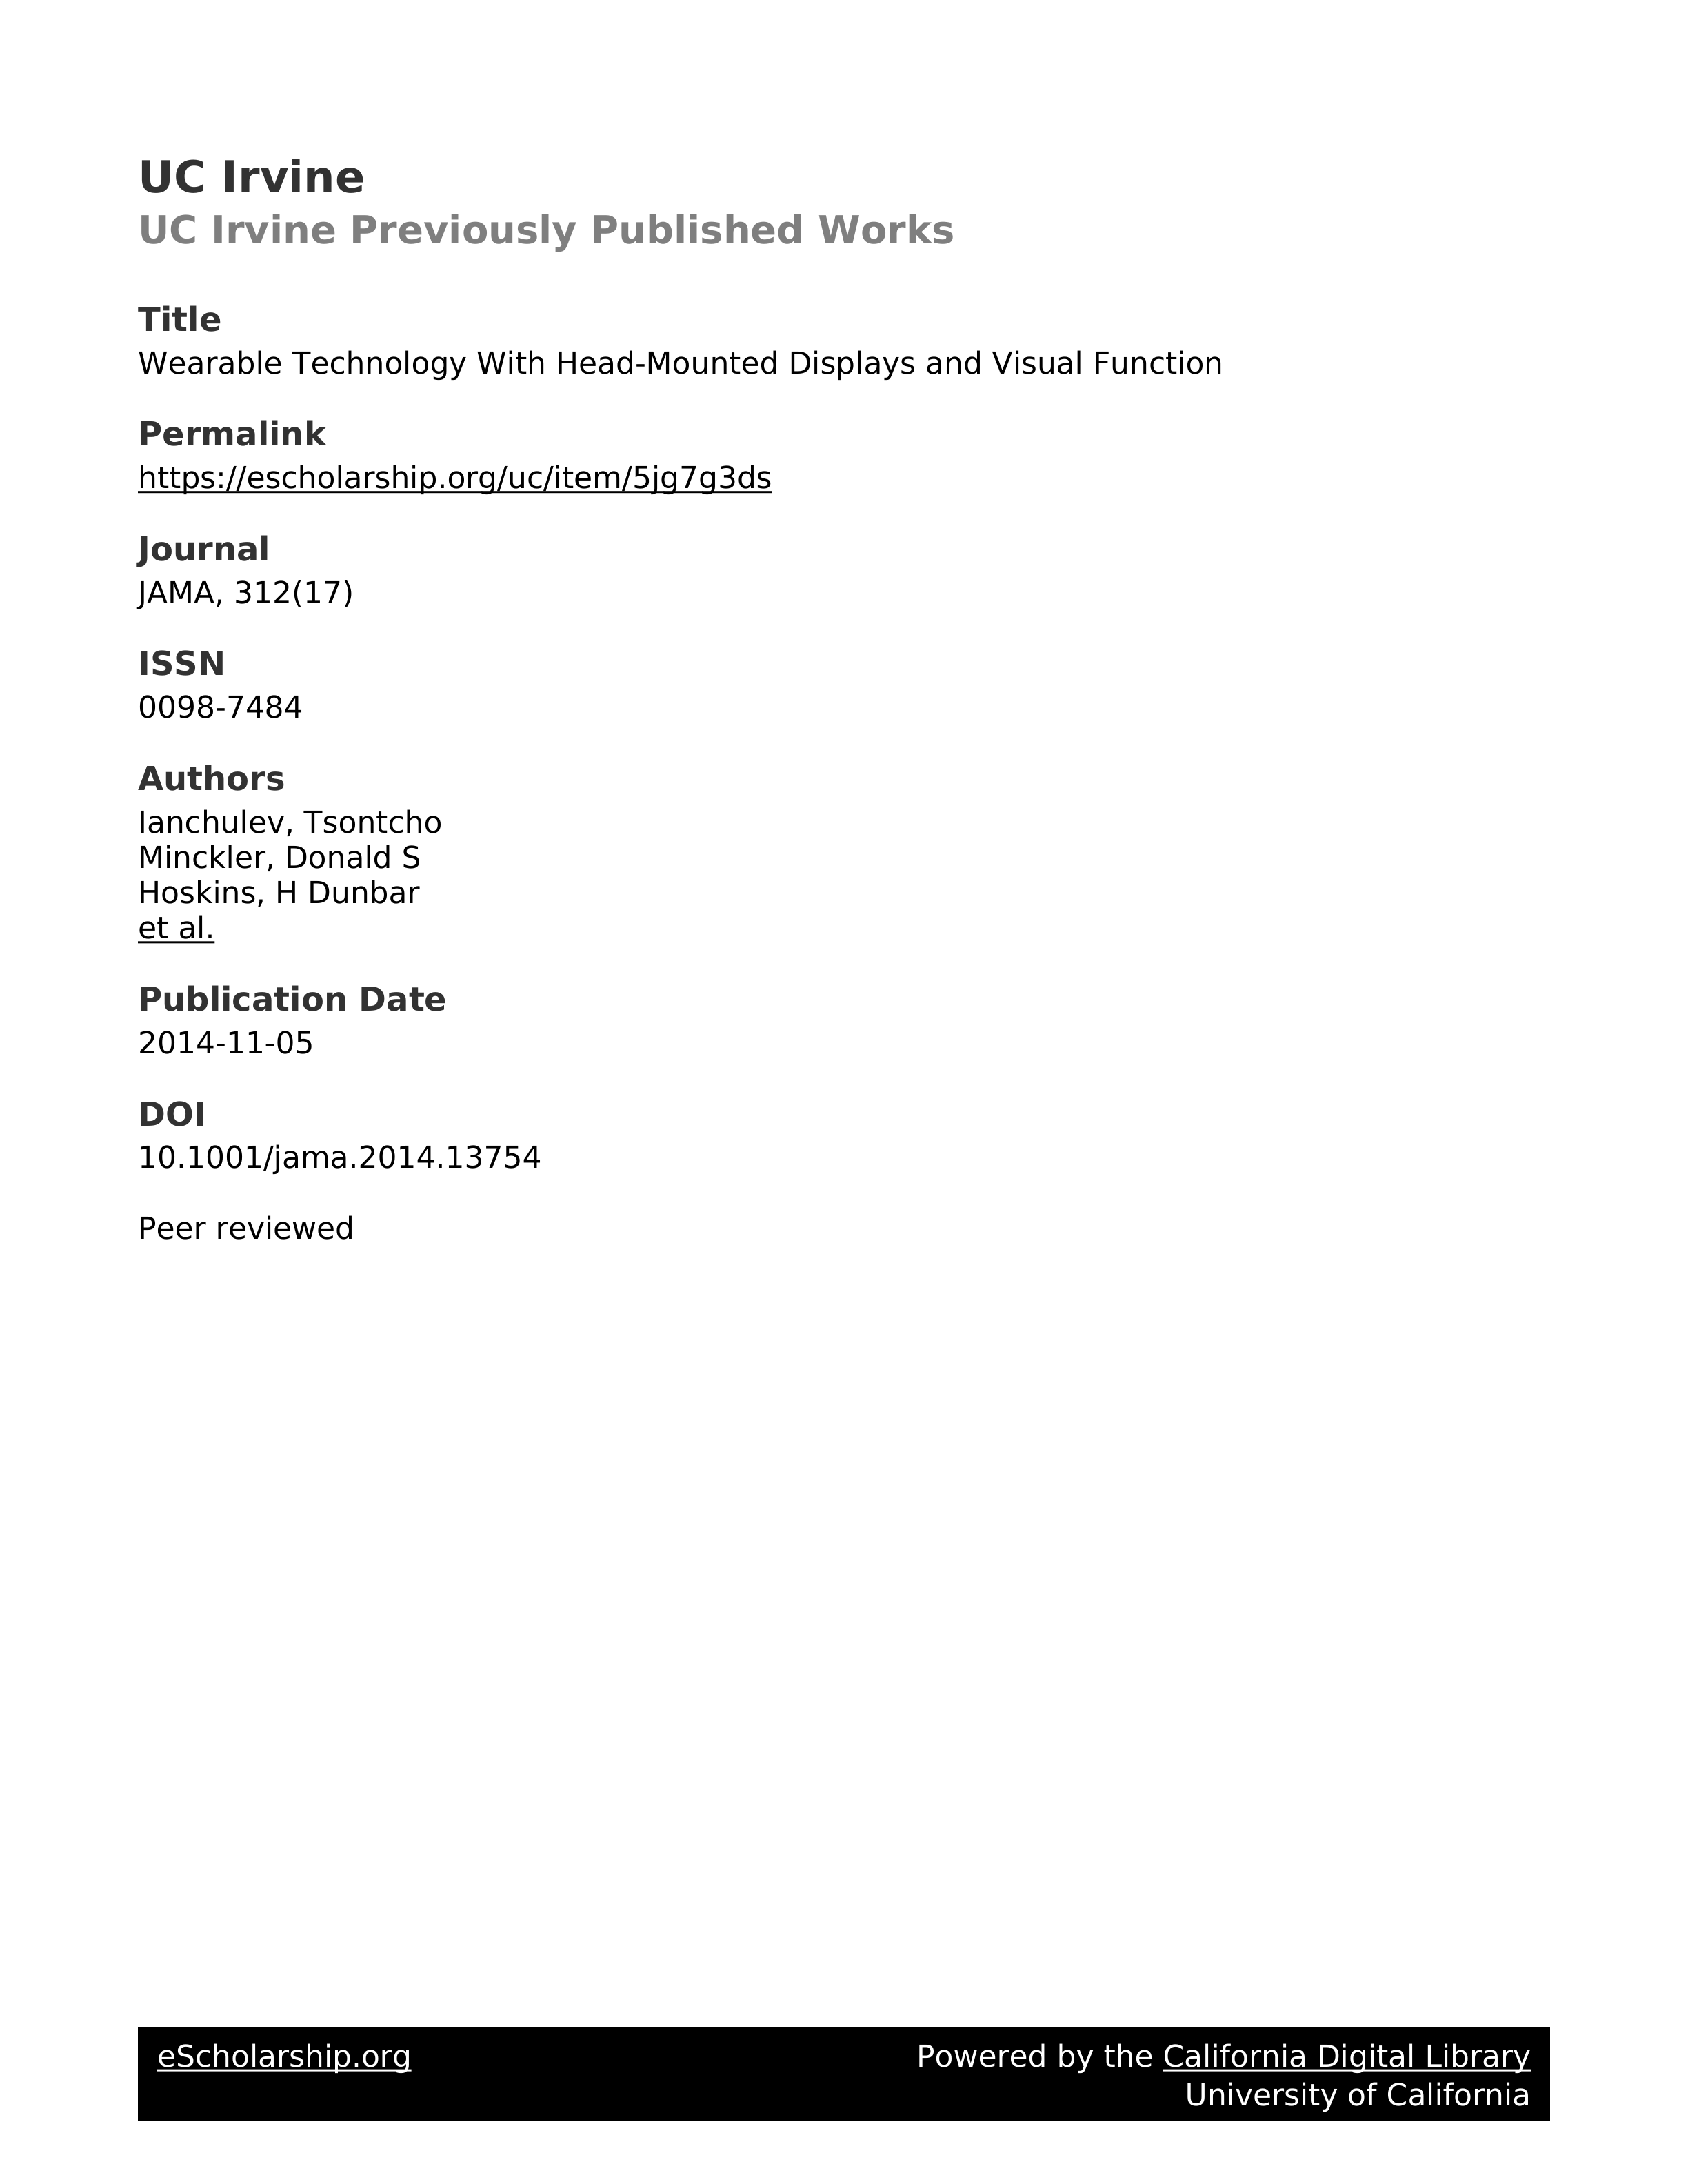 UC Irvine
UC Irvine Previously Published Works
Title
Wearable Technology With Head-Mounted Displays and Visual Function
Permalink
https://escholarship.org/uc/item/5jg7g3ds
Journal
JAMA, 312(17)
ISSN
0098-7484
Authors
Ianchulev, Tsontcho
Minckler, Donald S
Hoskins, H Dunbar
et al.
Publication Date
2014-11-05
DOI
10.1001/jama.2014.13754
Peer reviewed
eScholarship.org
Powered by the California Digital Library
University of California